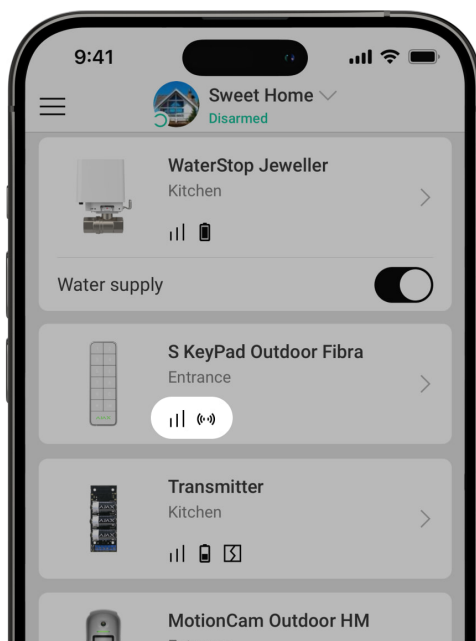 9:41
Sweet Home
Disarmed
WaterStop Jeweller
Kitchen
Water supply
S KeyPad Outdoor Fibra
Entrance
Transmitter
Kitchen
MotionCam Outdoor HM